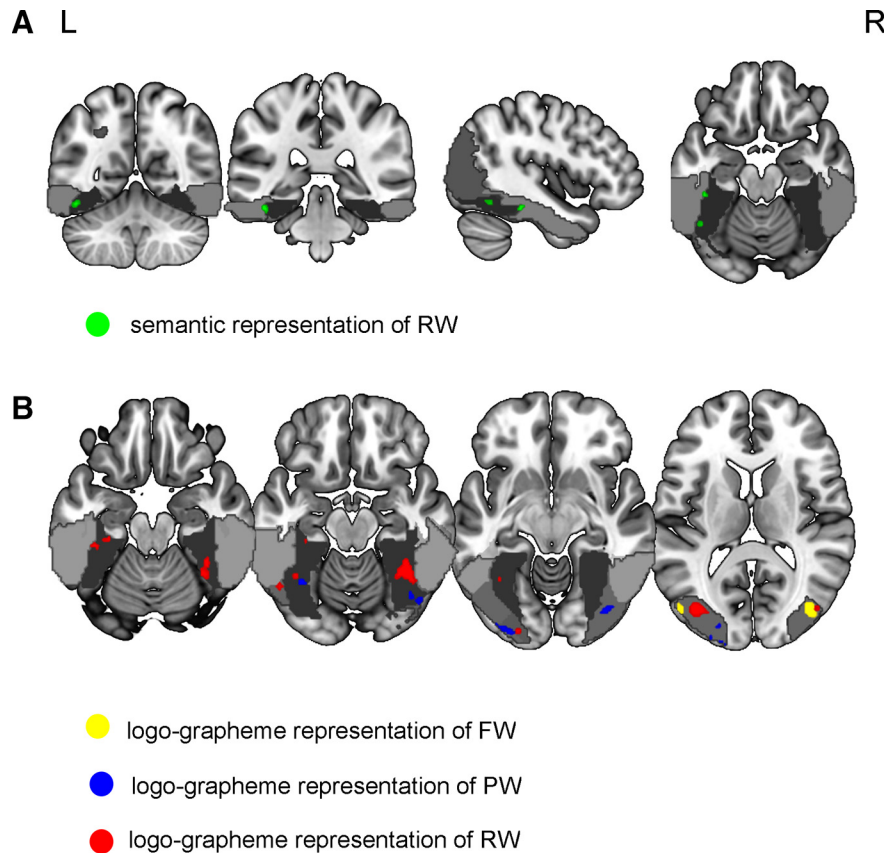 A L R
semantic representation of RW
B
logo-grapheme representation of FW
logo-grapheme representation of PW
logo-grapheme representation of RW